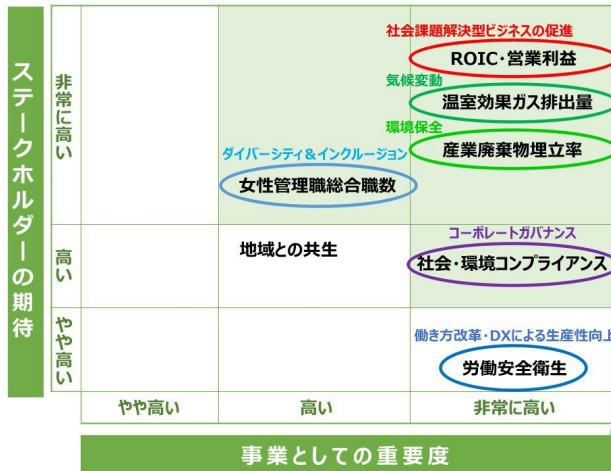 ステークホルダーの期待
非常に高い
高い
やや高い
社会課題解決型ビジネスの促進
ROIC・営業利益
気候変動
温室効果ガス排出量
環境保全
産業廃棄物埋立率
ダイバーシティ&インクルージョン
女性管理職総合職数
地域との共生
コーポレートガバナンス
社会・環境コンプライアンス
働き方改革・DXによる生産性向上
労働安全衛生
やや高い
高い
非常に高い
事業としての重要度